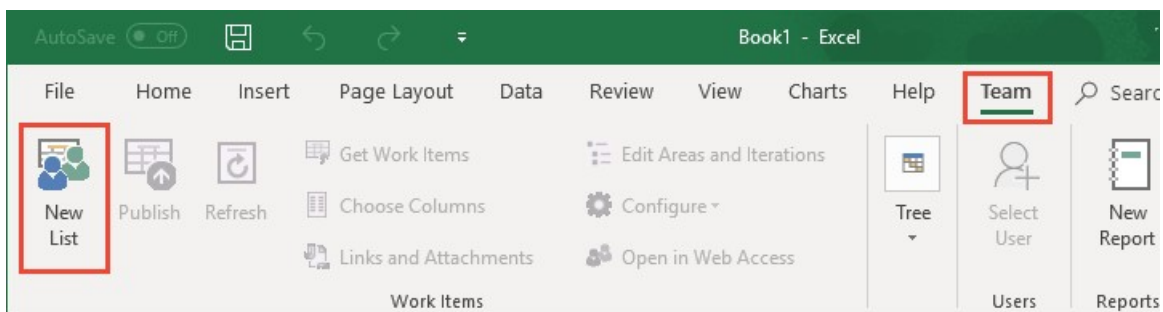 AutoSave Off Book1 - Excel
File Home Insert Page Layout Data Review View Charts Help Team Searc
New List
Publish
Refresh
Get Work Items
Choose Columns
Links and Attachments
Edit Areas and Iterations
Configure
Open in Web Access
Tree
Select User
New Report
Work Items
Users
Reports